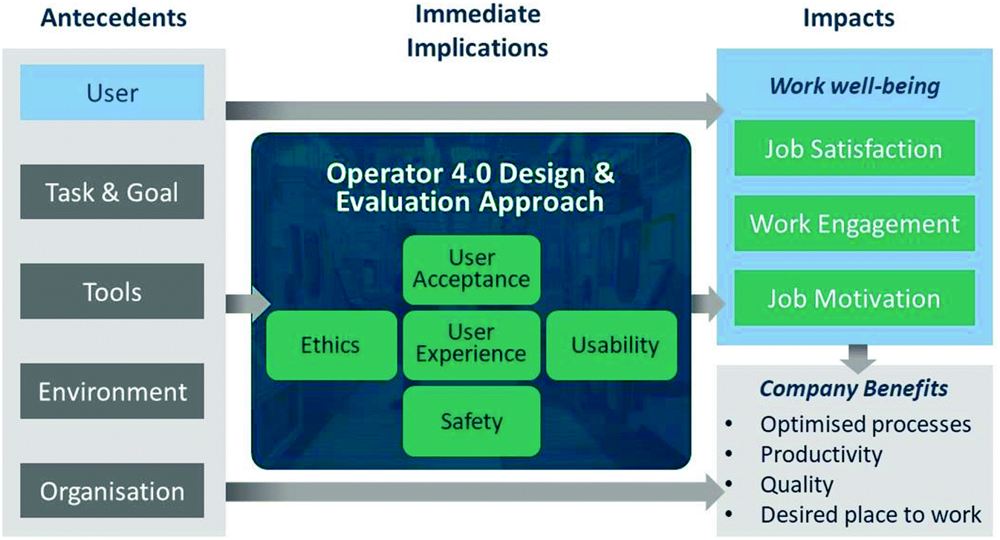 Antecedents
Immediate
Implications
Impacts
User
Task & Goal
Tools
Environment
Organisation
Operator 4.0 Design &
Evaluation Approach
User
Acceptance
Ethics
User
Experience
Usability
Safety
Work well-being
Job Satisfaction
Work Engagement
Job Motivation
Company Benefits
• Optimised processes
• Productivity
• Quality
• Desired place to work